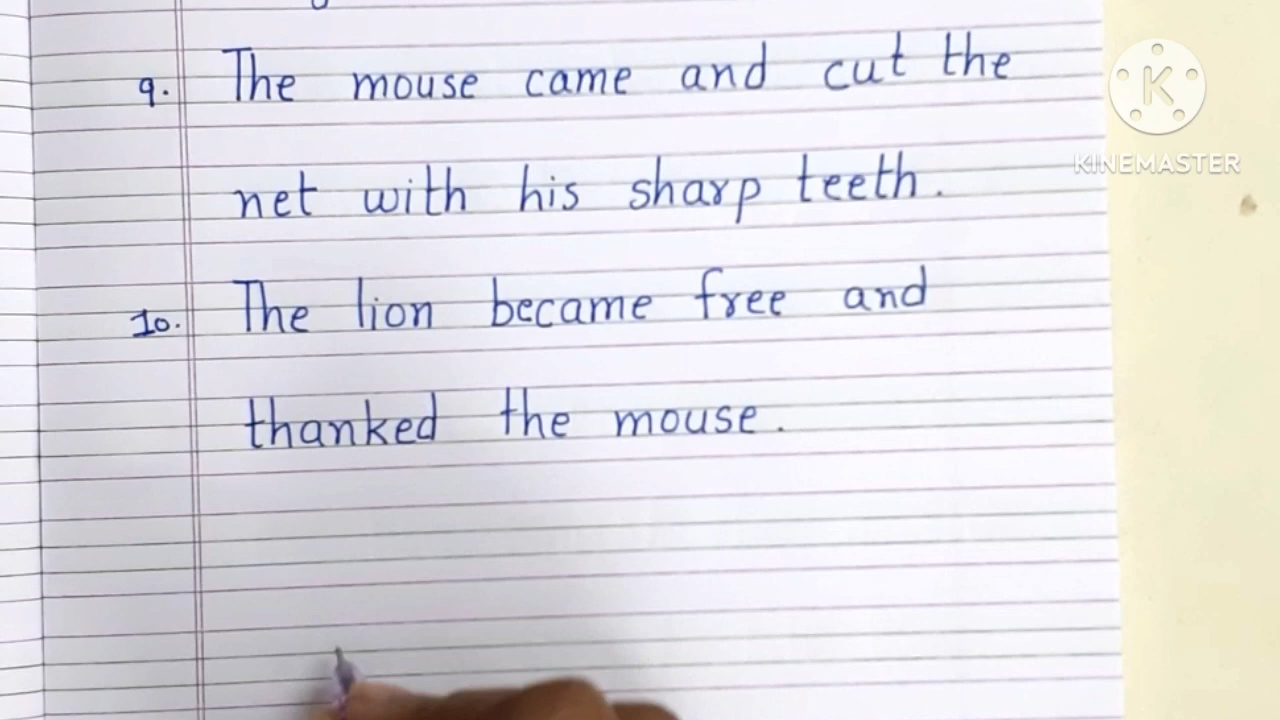 9. The mouse came and cut the
net with his sharp teeth.
10. The lion became free and
thanked the mouse.
K
KINEMASTER